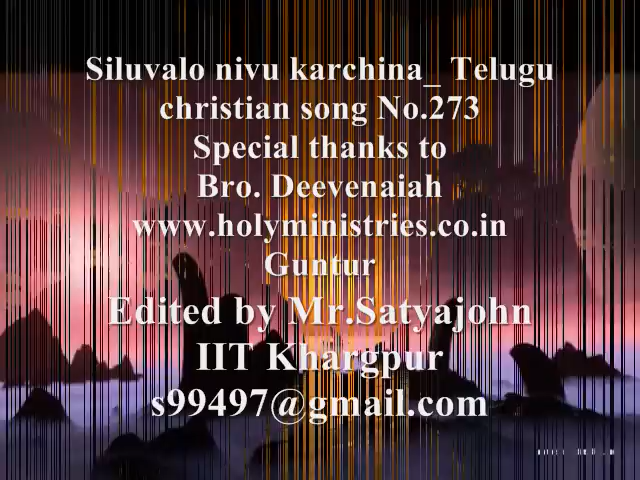 Siluvalo nivu karchina_ Telugu
christian song No.273
Special thanks to
Bro. Deevenaiah
www.holyministries.co.in
Guntur
Edited by Mr.Satyajohn
IIT Khargpur
s99497@gmail.com